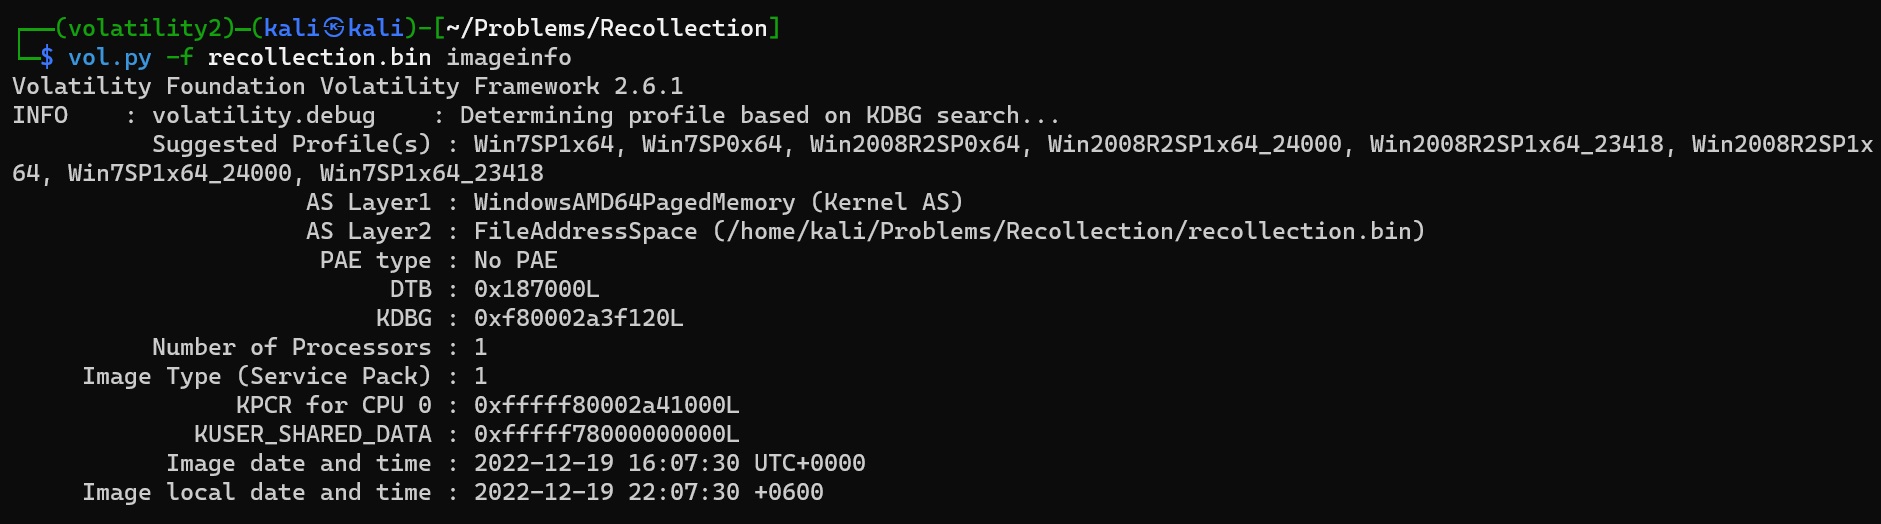 ┌──(volatility2)─(kali㉿kali)-[~/Problems/Recollection]
└─$ vol.py -f recollection.bin imageinfo
Volatility Foundation Volatility Framework 2.6.1
INFO    : volatility.debug    : Determining profile based on KDBG search...
          Suggested Profile(s) : Win7SP1x64, Win7SP0x64, Win2008R2SP0x64, Win2008R2SP1x64_24000, Win2008R2SP1x64_23418, Win2008R2SP1x
64, Win7SP1x64_24000, Win7SP1x64_23418
                     AS Layer1 : WindowsAMD64PagedMemory (Kernel AS)
                     AS Layer2 : FileAddressSpace (/home/kali/Problems/Recollection/recollection.bin)
                      PAE type : No PAE
                           DTB : 0x187000L
                          KDBG : 0xf80002a3f120L
          Number of Processors : 1
     Image Type (Service Pack) : 1
                KPCR for CPU 0 : 0xfffff80002a41000L
             KUSER_SHARED_DATA : 0xfffff78000000000L
           Image date and time : 2022-12-19 16:07:30 UTC+0000
     Image local date and time : 2022-12-19 22:07:30 +0600